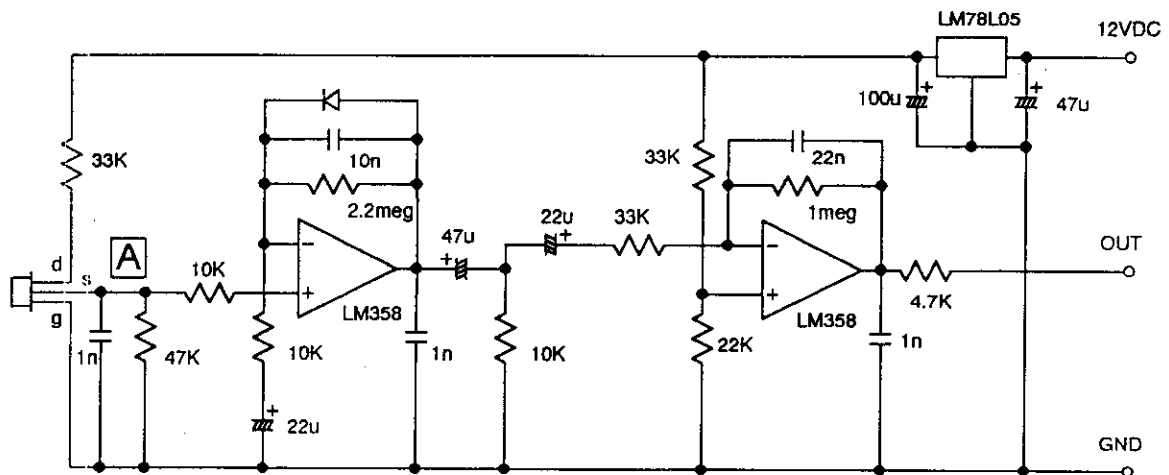 LM78L05
12VDC
100u
+
+
47u
33K
10n
2.2meg
33K
22n
1meg
d
s
g
A
10K
−
+
LM358
47u
+
22u
+
33K
−
+
LM358
OUT
4.7K
1n
47K
10K
1n
10K
22K
1n
+
22u
GND